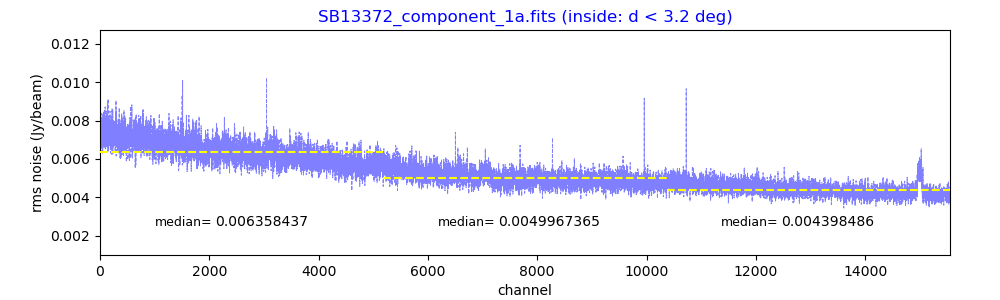 SB13372_component_1a.fits (inside: d < 3.2 deg)
rms noise (Jy/beam)
0.012
0.010
0.008
0.006
0.004
0.002
median= 0.006358437
median= 0.0049967365
median= 0.004398486
0
2000
4000
6000
8000
10000
12000
14000
channel